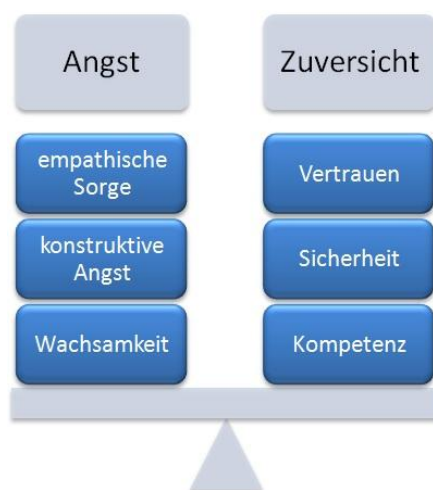 Angst
empathische
Sorge
konstruktive
Angst
Wachsamkeit
Zuversicht
Vertrauen
Sicherheit
Kompetenz